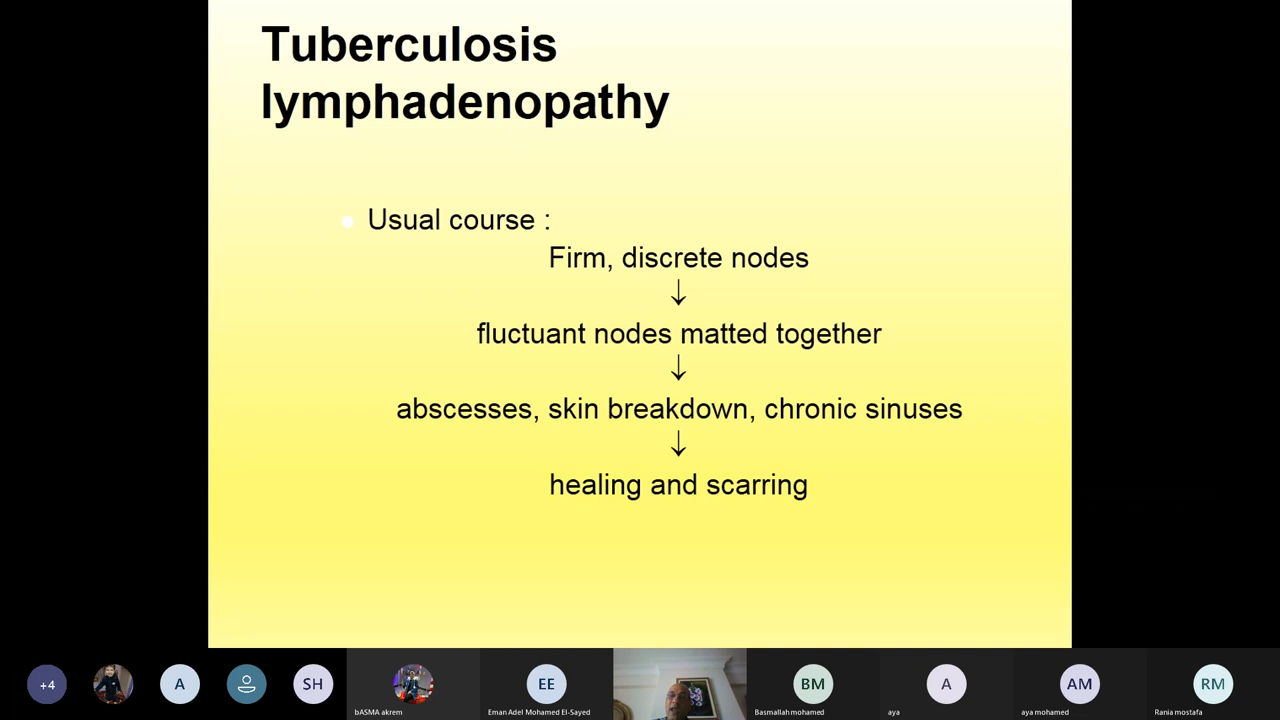 Tuberculosis
lymphadenopathy
Usual course :
Firm, discrete nodes
↓
fluctuant nodes matted together
↓
abscesses, skin breakdown, chronic sinuses
↓
healing and scarring
+4
A
SH
bASMA akrem
EE
Eman Adel Mohamed El-Sayed
BM
Basmallah mohamed
A
aya
AM
aya mohamed
RM
Rania mostafa